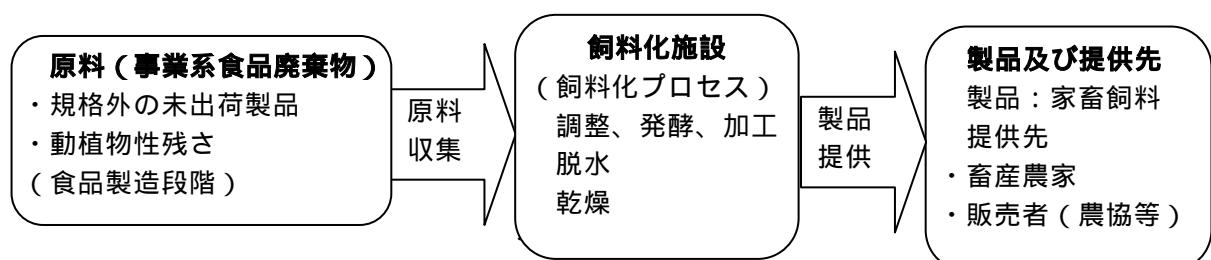 原料(事業系食品廃棄物)
・規格外の未出荷製品
・動植物性残さ
(食品製造段階)
原料
収集
飼料化施設
(飼料化プロセス)
調整、発酵、加工
脱水
乾燥
製品
提供
製品及び提供先
製品:家畜飼料
提供先
・畜産農家
・販売者(農協等)